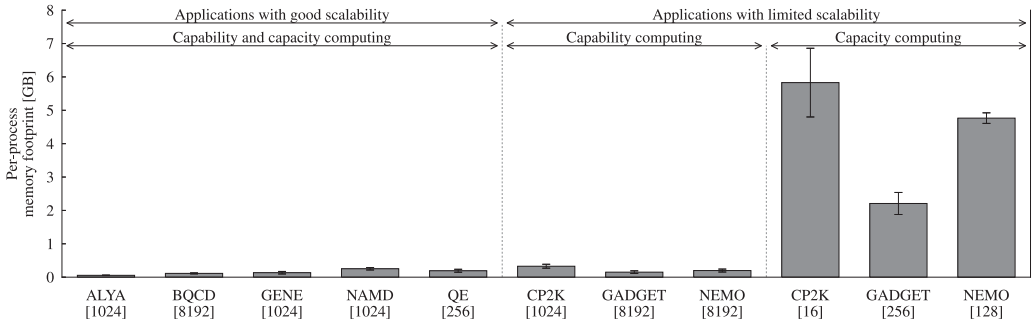 Applications with good scalability
Applications with limited scalability
Capability and capacity computing
Capability computing
Capacity computing
Per-process
memory footprint [GB]
8
7
6
5
4
3
2
1
0
ALYA BQCD GENE NAMD QE CP2K GADGET NEMO CP2K GADGET NEMO
[1024] [8192] [1024] [1024] [256] [1024] [8192] [8192] [16] [256] [128]